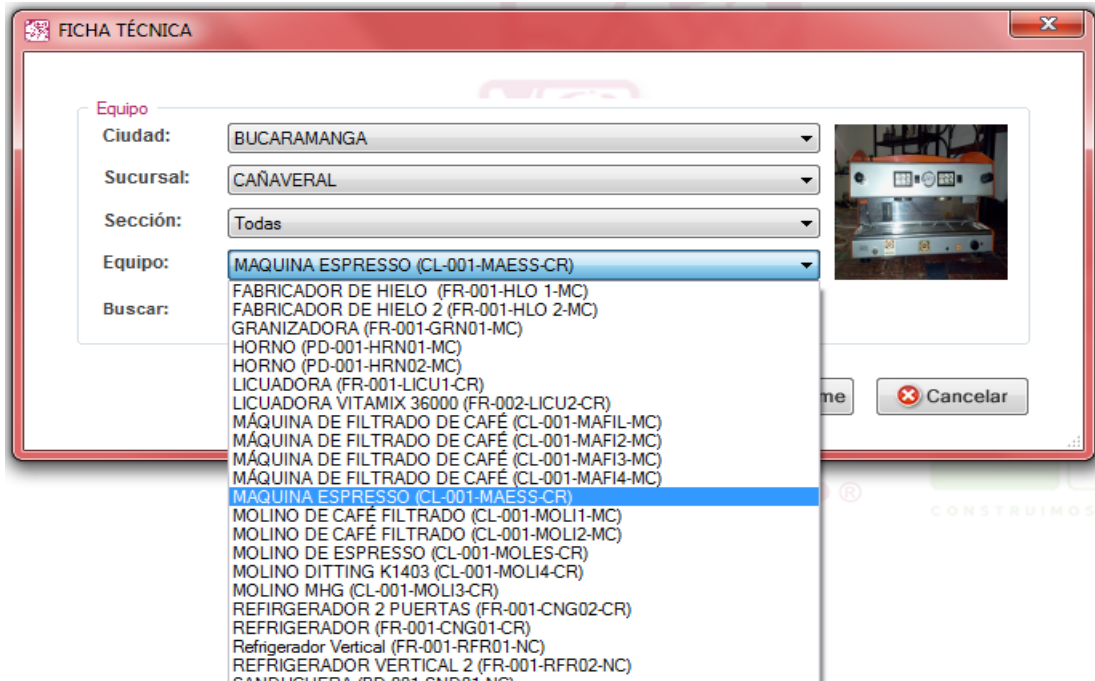 FICHA TÉCNICA
Equipo
Ciudad: BUCARAMANGA
Sucursal: CAÑAVERAL
Sección: Todas
Equipo: MAQUINA ESPRESSO (CL-001-MAESS-CR)
Buscar:
FABRICADOR DE HIELO  (FR-001-HLO 1-MC)
FABRICADOR DE HIELO 2 (FR-001-HLO 2-MC)
GRANIZADORA (FR-001-GRN01-MC)
HORNO (PD-001-HRN01-MC)
HORNO (PD-001-HRN02-MC)
LICUADORA (FR-001-LICU1-CR)
LICUADORA VITAMIX 36000 (FR-002-LICU2-CR)
MÁQUINA DE FILTRADO DE CAFÉ (CL-001-MAFIL-MC)
MÁQUINA DE FILTRADO DE CAFÉ (CL-001-MAFI2-MC)
MÁQUINA DE FILTRADO DE CAFÉ (CL-001-MAFI3-MC)
MÁQUINA DE FILTRADO DE CAFÉ (CL-001-MAFI4-MC)
MAQUINA ESPRESSO (CL-001-MAESS-CR)
MOLINO DE CAFÉ FILTRADO (CL-001-MOLI1-MC)
MOLINO DE CAFÉ FILTRADO (CL-001-MOLI2-MC)
MOLINO DE ESPRESSO (CL-001-MOLES-CR)
MOLINO DITTING K1403 (CL-001-MOLI4-CR)
MOLINO MHG (CL-001-MOLI3-CR)
REFIRGERADOR 2 PUERTAS (FR-001-CNG02-CR)
REFRIGERADOR (FR-001-CNG01-CR)
Refrigerador Vertical (FR-001-RFR01-NC)
REFRIGERADOR VERTICAL 2 (FR-001-RFR02-NC)
me
Cancelar
®
CONSTRUIMOS